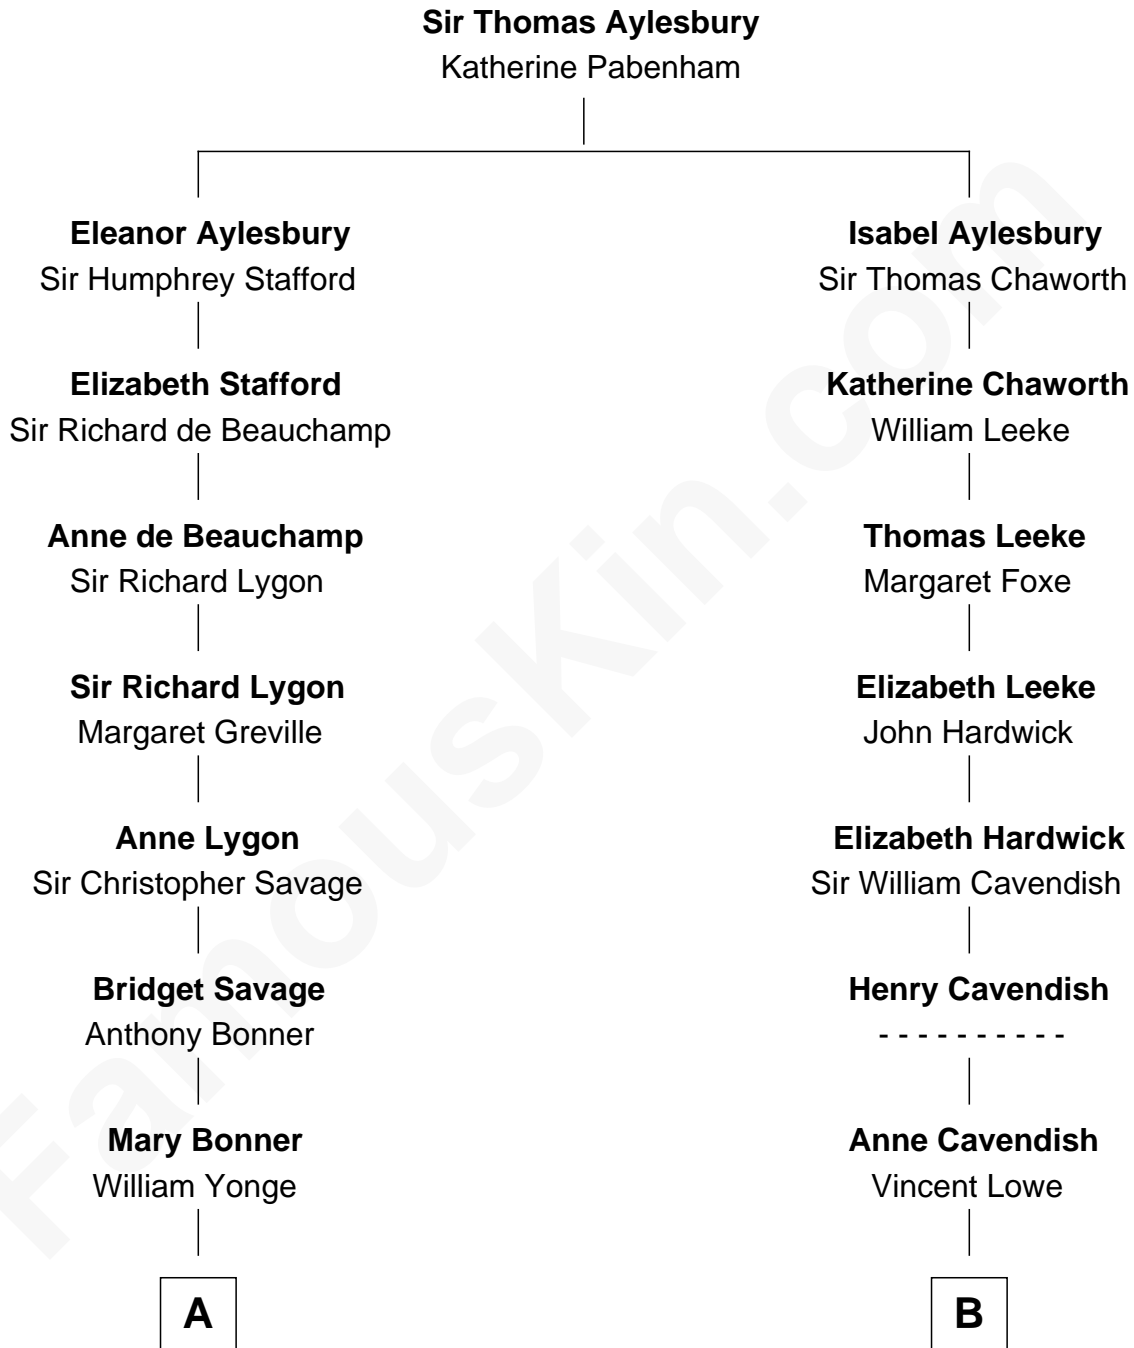 Sir Thomas Aylesbury
Katherine Pabenham
Eleanor Aylesbury
Sir Humphrey Stafford
Isabel Aylesbury
Sir Thomas Chaworth
Elizabeth Stafford
Sir Richard de Beauchamp
Katherine Chaworth
William Leeke
Anne de Beauchamp
Sir Richard Lygon
Thomas Leeke
Margaret Foxe
Sir Richard Lygon
Margaret Greville
Elizabeth Leeke
John Hardwick
Anne Lygon
Sir Christopher Savage
Elizabeth Hardwick
Sir William Cavendish
Bridget Savage
Anthony Bonner
Henry Cavendish
- - - - - - - - - -
Mary Bonner
William Yonge
Anne Cavendish
Vincent Lowe
A
B
FamousKin.com